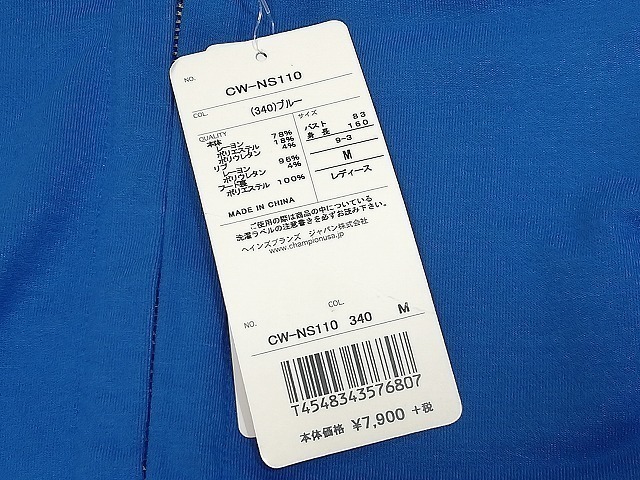 NO.
CW-NS110
COL.
(340)ブルー
QUALITY
本体
レーヨン 78%
ポリエステル 18%
ポリウレタン 4%
リブ
レーヨン 96%
ポリウレタン 4%
フード裏
ポリエステル 100%
サイズ
バスト 83
身長 160
9-3
M
レディース
MADE IN CHINA
ご使用の際は商品の中についている
洗濯ラベルの注意書きを必ずお読み下さい。
ヘインズブランズ ジャパン株式会社
www.championusa.jp
NO. COL.
CW-NS110 340 M
T4548343576807
本体価格 ¥7,900 +税